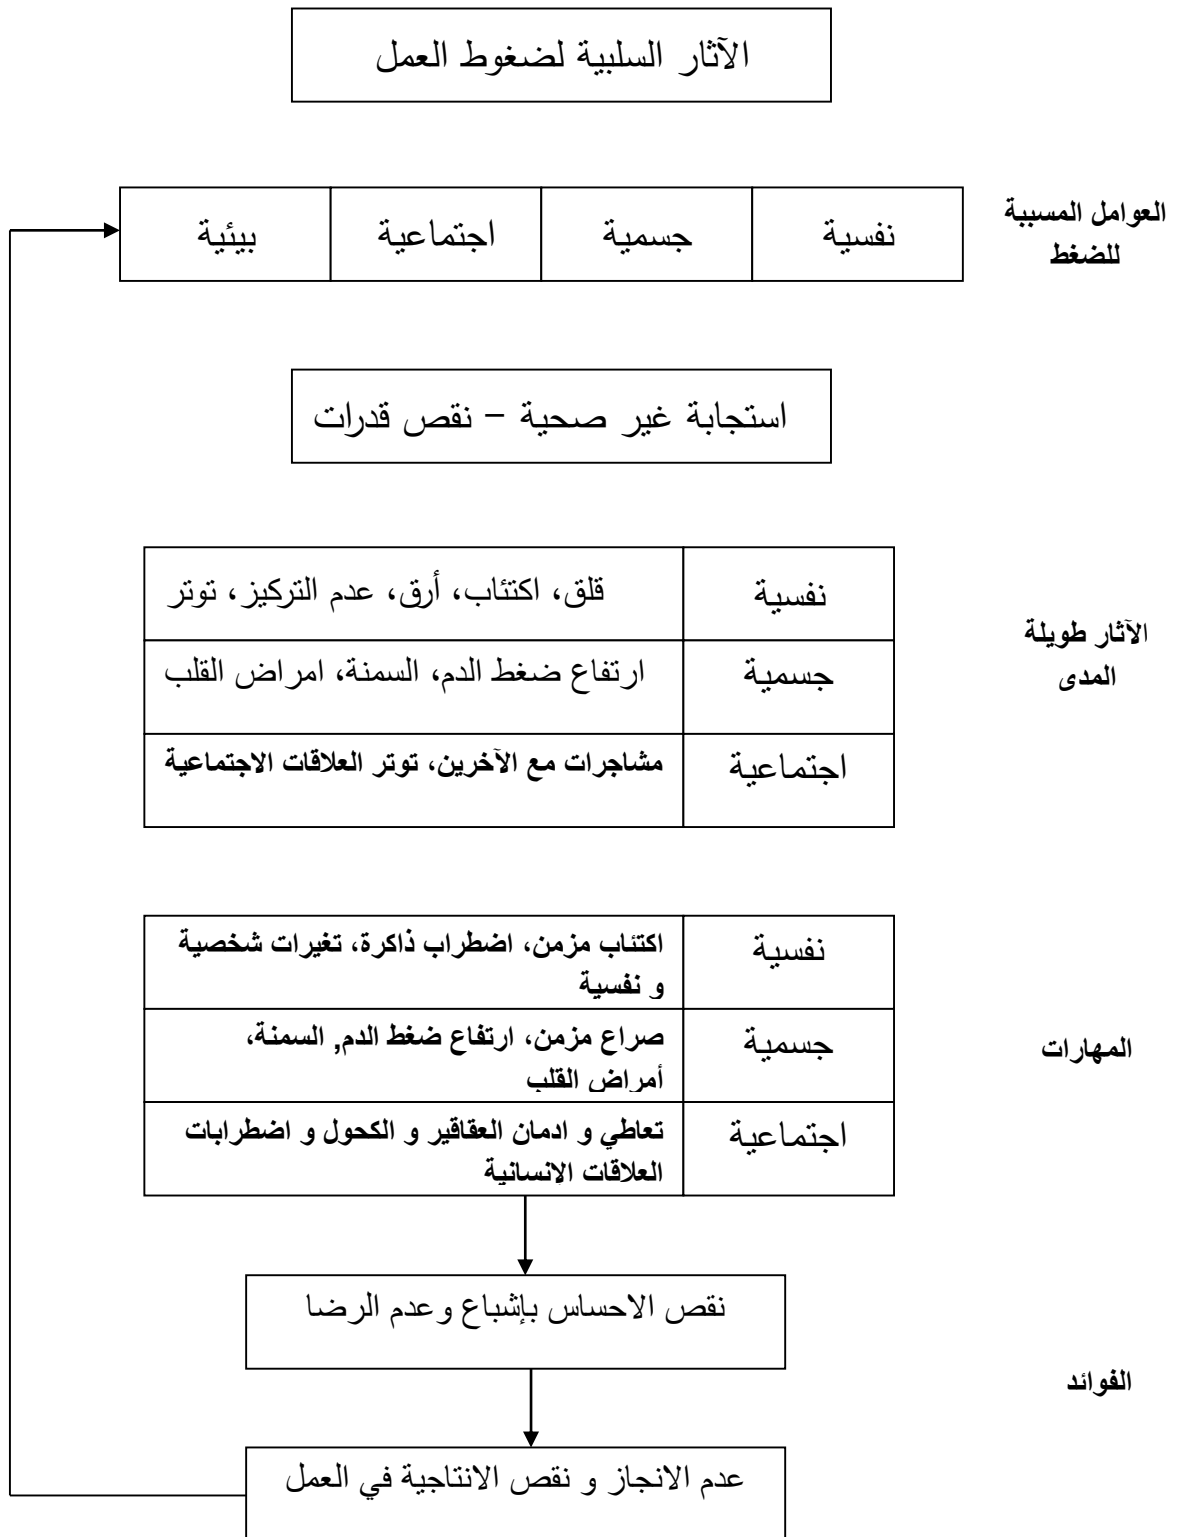 الآثار السلبية لضغوط العمل
العوامل المسببة
للضغط
نفسية
جسمية
اجتماعية
بيئية
استجابة غير صحية – نقص قدرات
الآثار طويلة
المدى
نفسية
قلق، اكتئاب، أرق، عدم التركيز، توتر
جسمية
ارتفاع ضغط الدم، السمنة، امراض القلب
اجتماعية
مشاجرات مع الآخرين، توتر العلاقات الاجتماعية
المهارات
نفسية
اكتئاب مزمن، اضطراب ذاكرة، تغيرات شخصية
و نفسية
جسمية
صراع مزمن، ارتفاع ضغط الدم, السمنة،
أمراض القلب
اجتماعية
تعاطي و ادمان العقاقير و الكحول و اضطرابات
العلاقات الإنسانية
نقص الاحساس بإشباع وعدم الرضا
الفوائد
عدم الانجاز و نقص الانتاجية في العمل